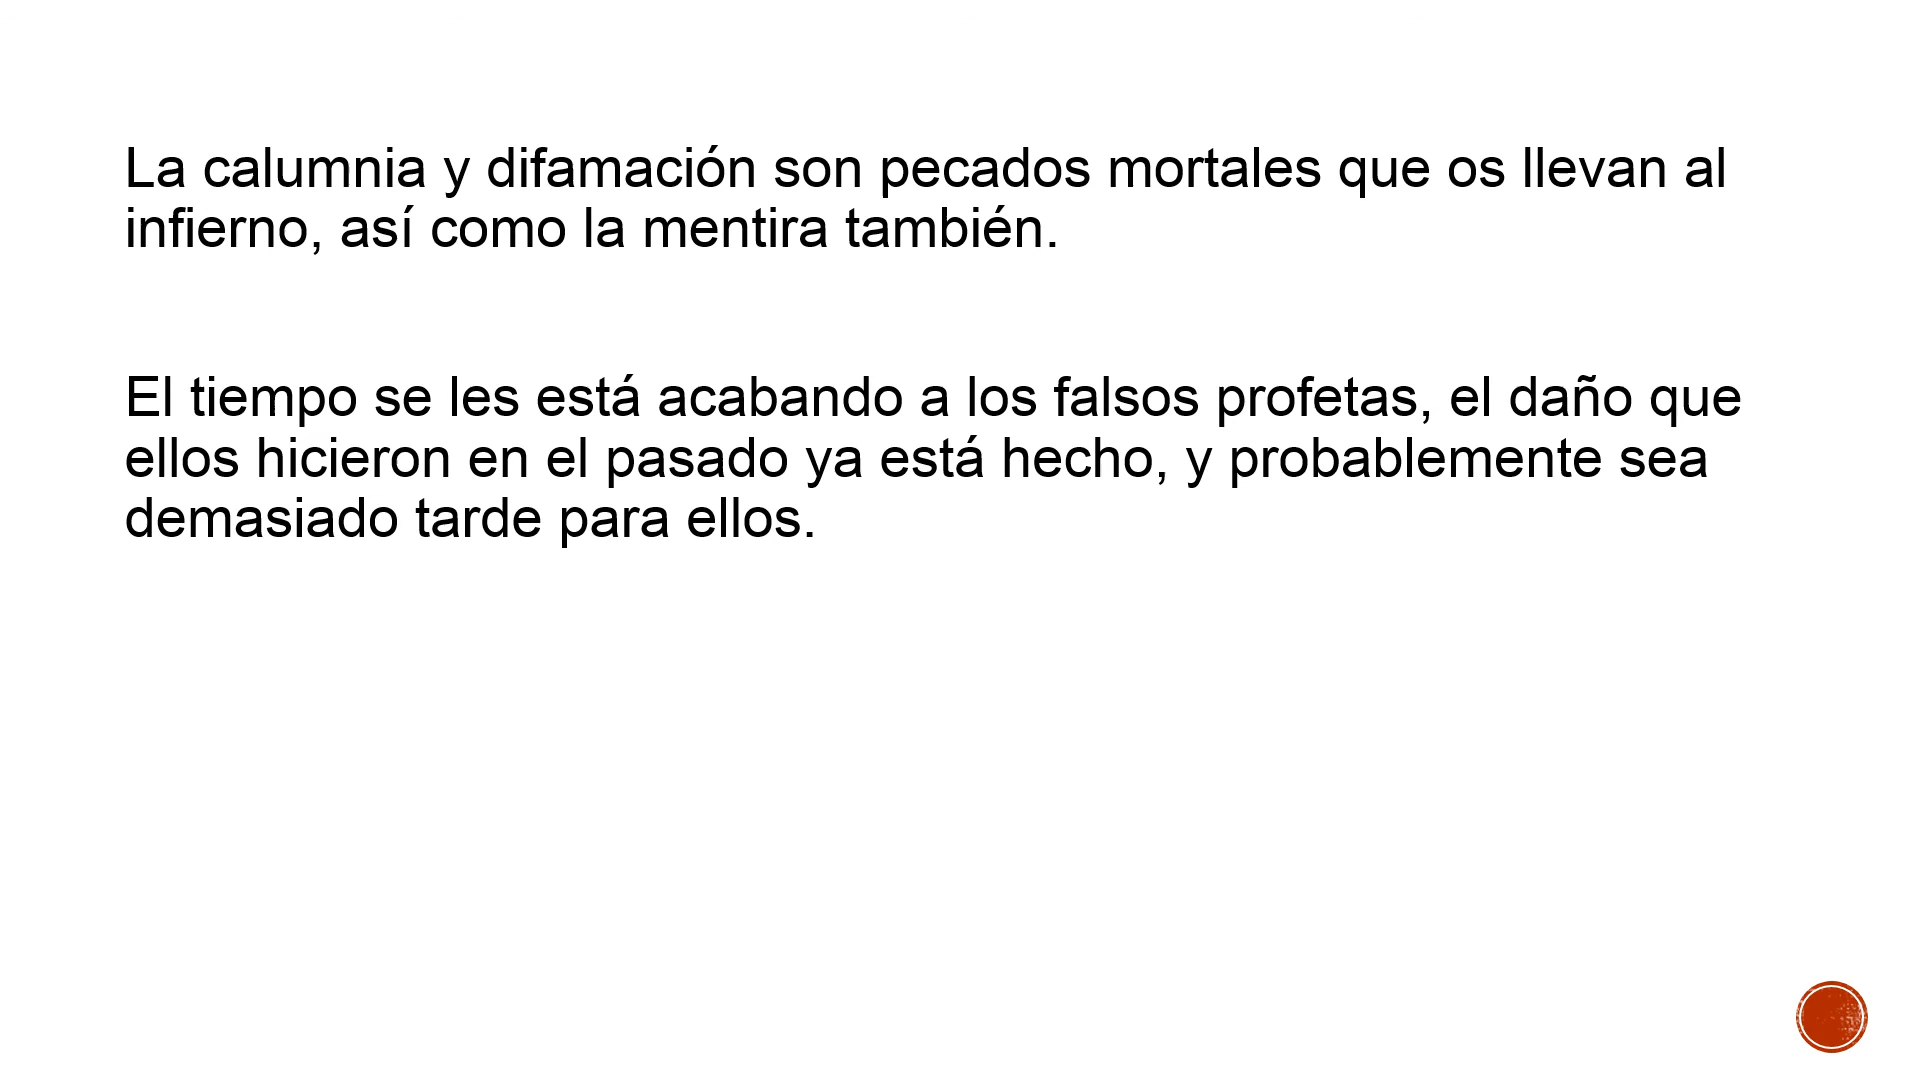 La calumnia y difamación son pecados mortales que os llevan al
infierno, así como la mentira también.
El tiempo se les está acabando a los falsos profetas, el daño que
ellos hicieron en el pasado ya está hecho, y probablemente sea
demasiado tarde para ellos.